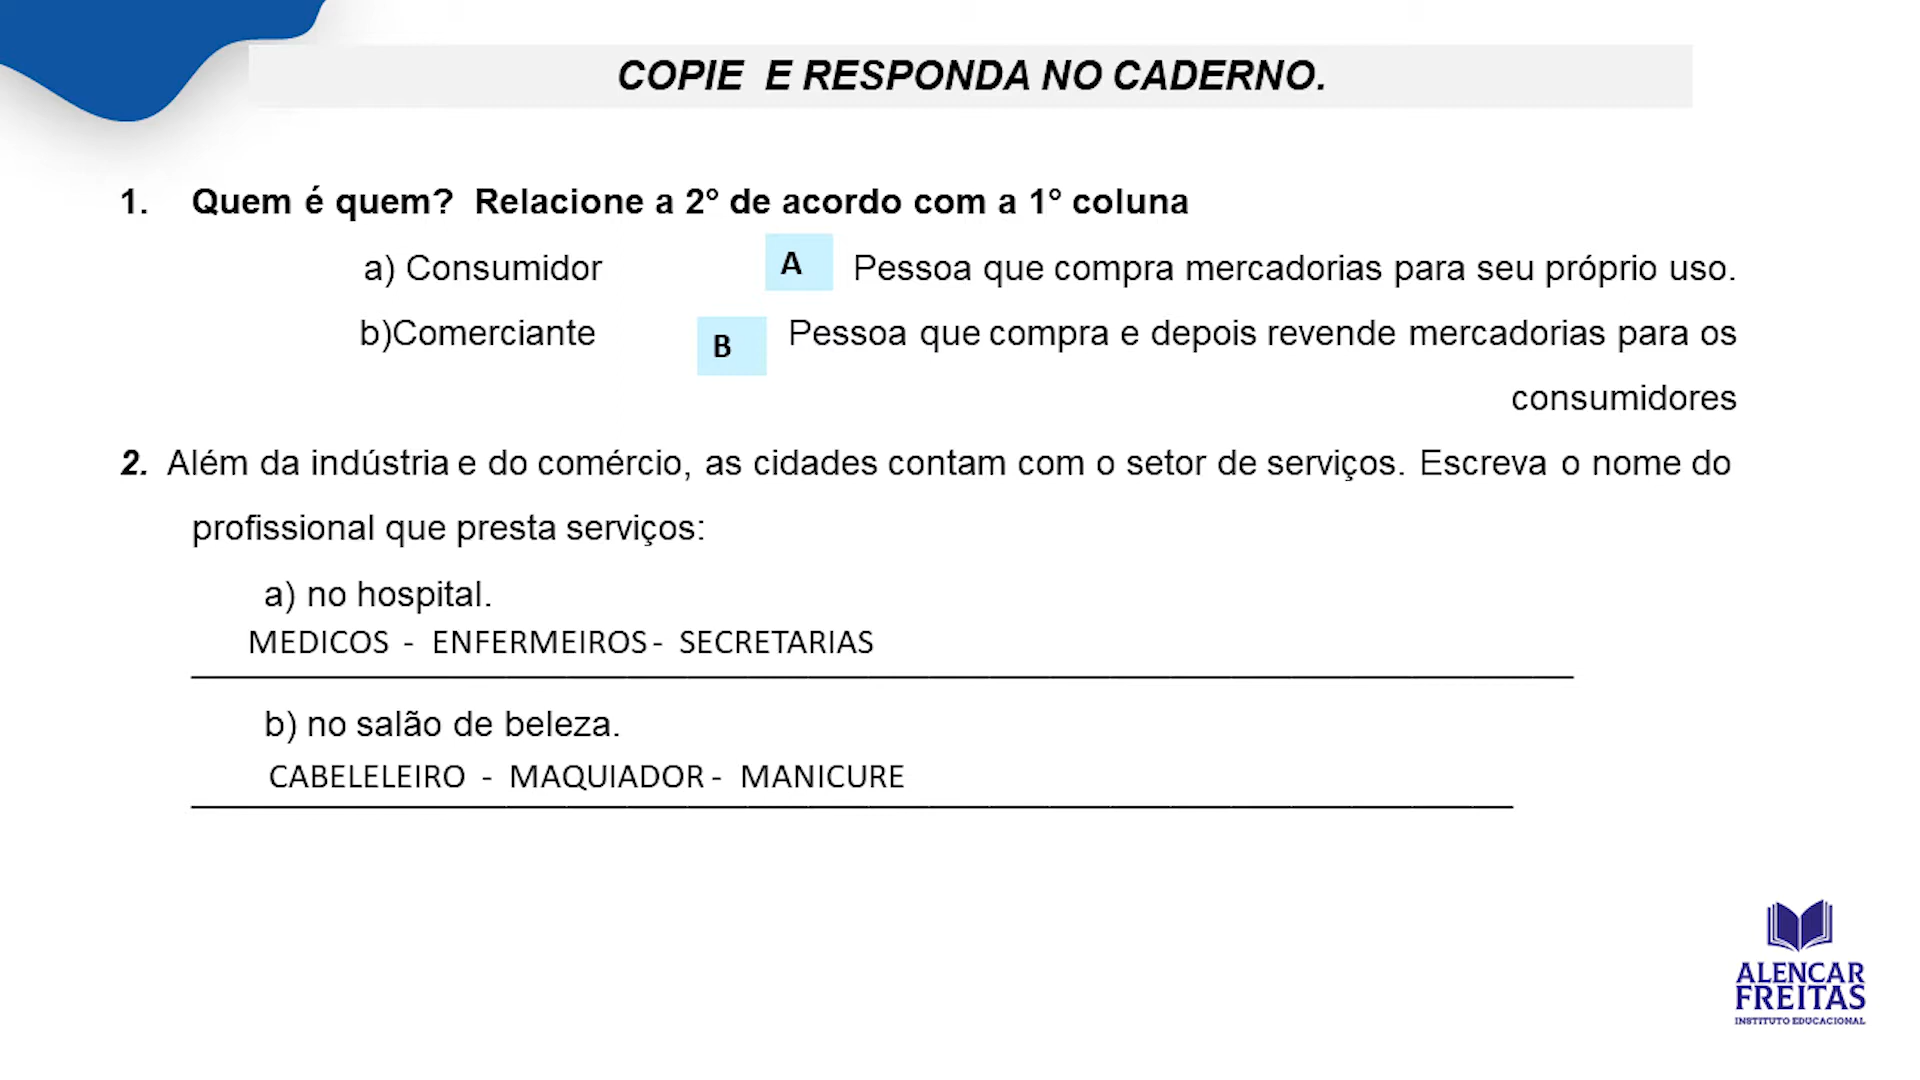 COPIE E RESPONDA NO CADERNO.
1. Quem é quem? Relacione a 2° de acordo com a 1° coluna
a) Consumidor A Pessoa que compra mercadorias para seu próprio uso.
b)Comerciante B Pessoa que compra e depois revende mercadorias para os
consumidores
2. Além da indústria e do comércio, as cidades contam com o setor de serviços. Escreva o nome do
profissional que presta serviços:
a) no hospital.
MEDICOS - ENFERMEIROS - SECRETARIAS
b) no salão de beleza.
CABELELEIRO - MAQUIADOR - MANICURE
ALENCAR
FREITAS
INSTITUTO EDUCACIONAL